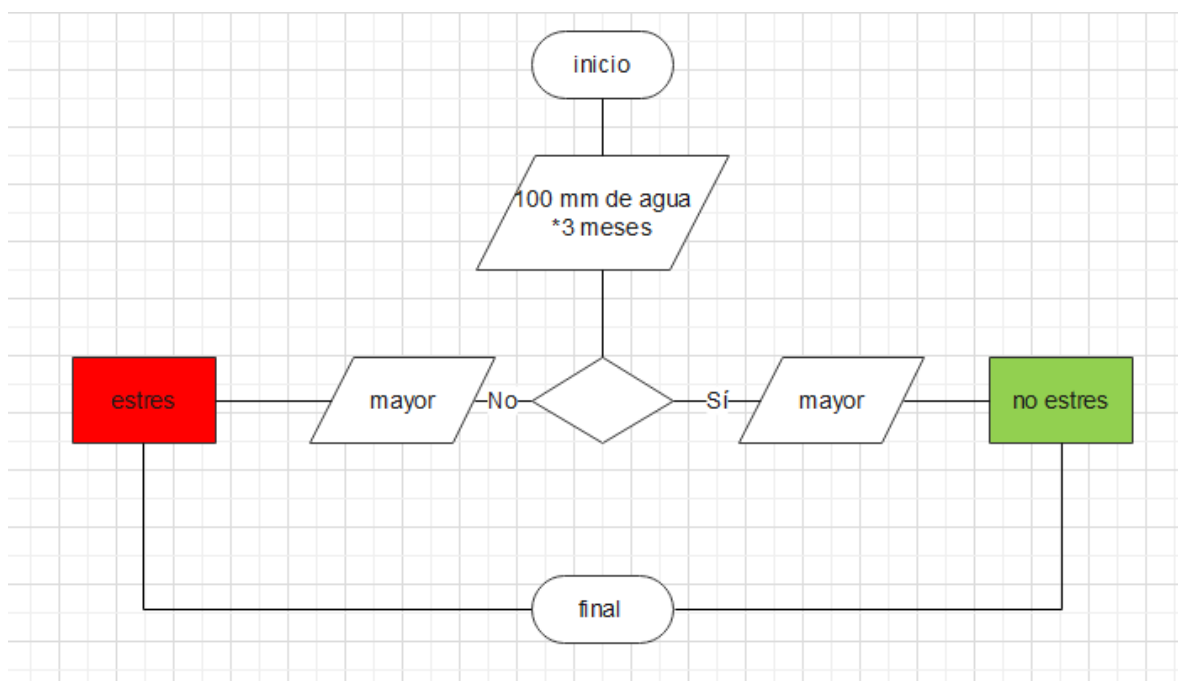 inicio
100 mm de agua
*3 meses
estres
mayor
No
Sí
mayor
no estres
final